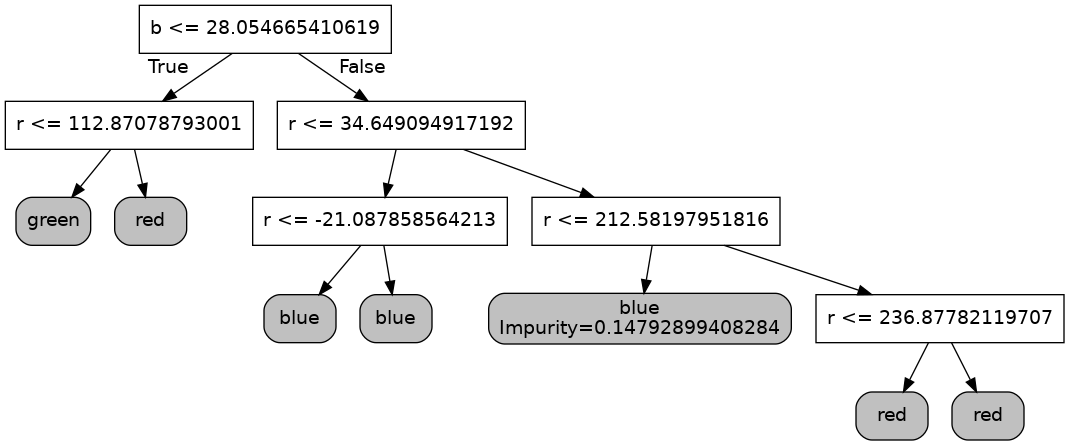 b <= 28.054665410619
True
False
r <= 112.87078793001
r <= 34.649094917192
green
red
r <= -21.087858564213
r <= 212.58197951816
blue
blue
blue
Impurity=0.14792899408284
r <= 236.87782119707
red
red